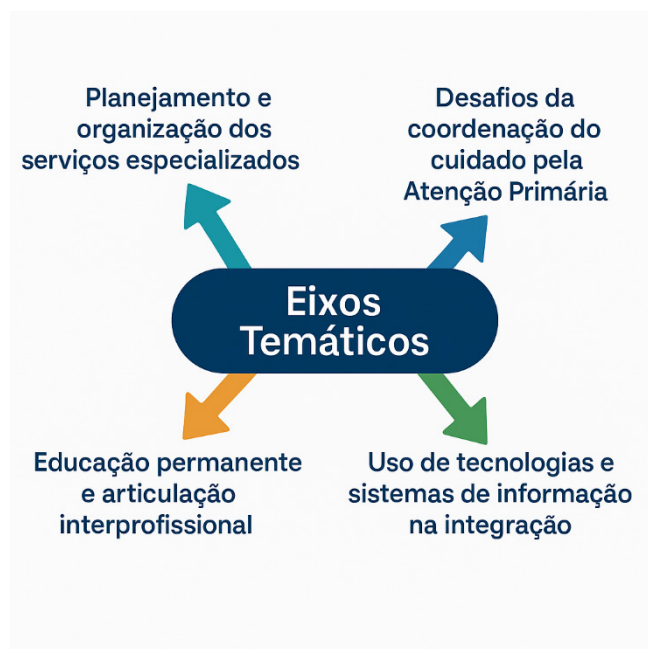 Planejamento e
organização dos
serviços especializados
Desafios da
coordenação do
cuidado pela
Atenção Primária
Eixos
Temáticos
Educação permanente
e articulação
interprofissional
Uso de tecnologias e
sistemas de informação
na integração